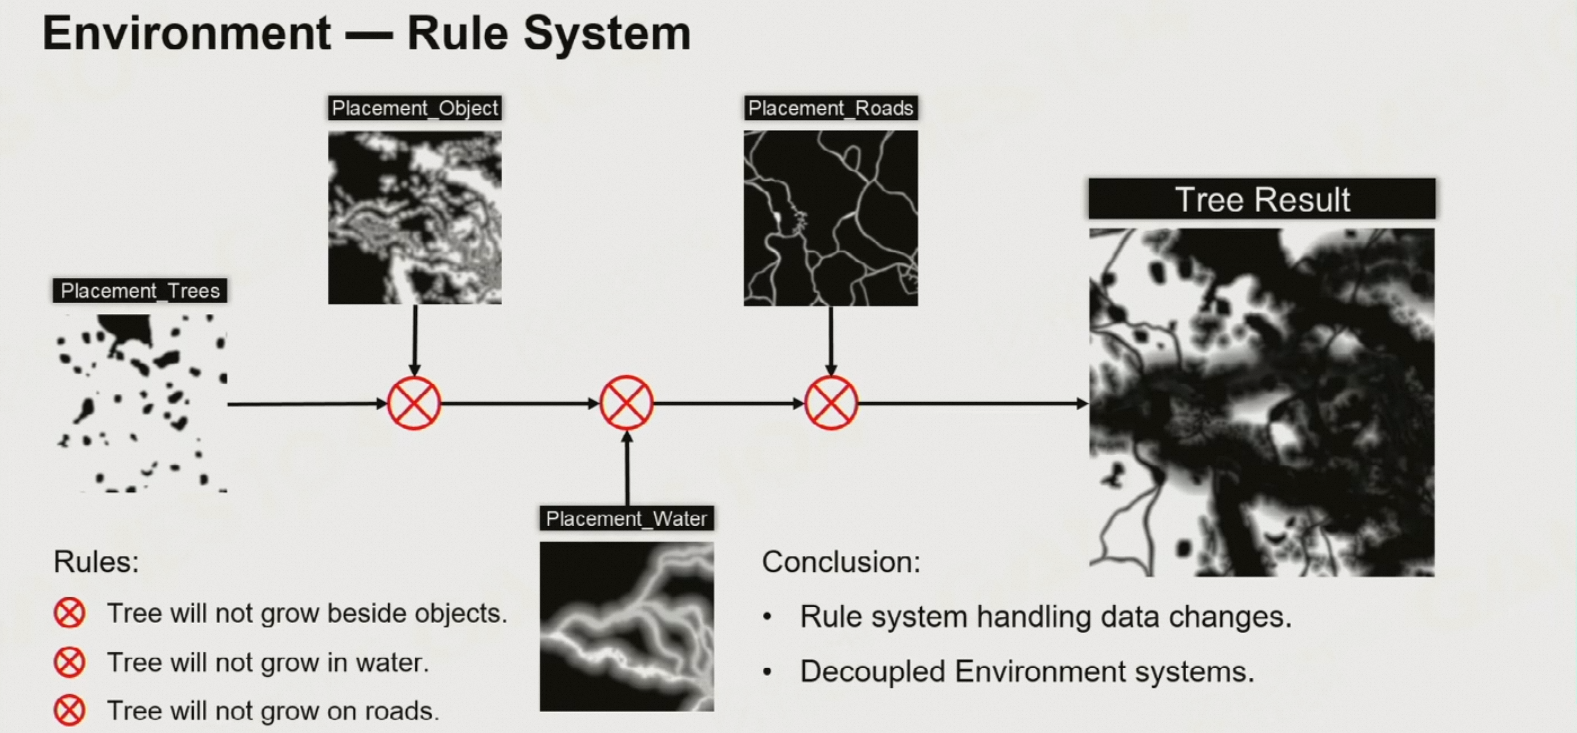 Environment — Rule System
Placement_Object
Placement_Roads
Tree Result
Placement_Trees
Placement_Water
Rules:
Tree will not grow beside objects.
Tree will not grow in water.
Tree will not grow on roads.
Conclusion:
• Rule system handling data changes.
• Decoupled Environment systems.